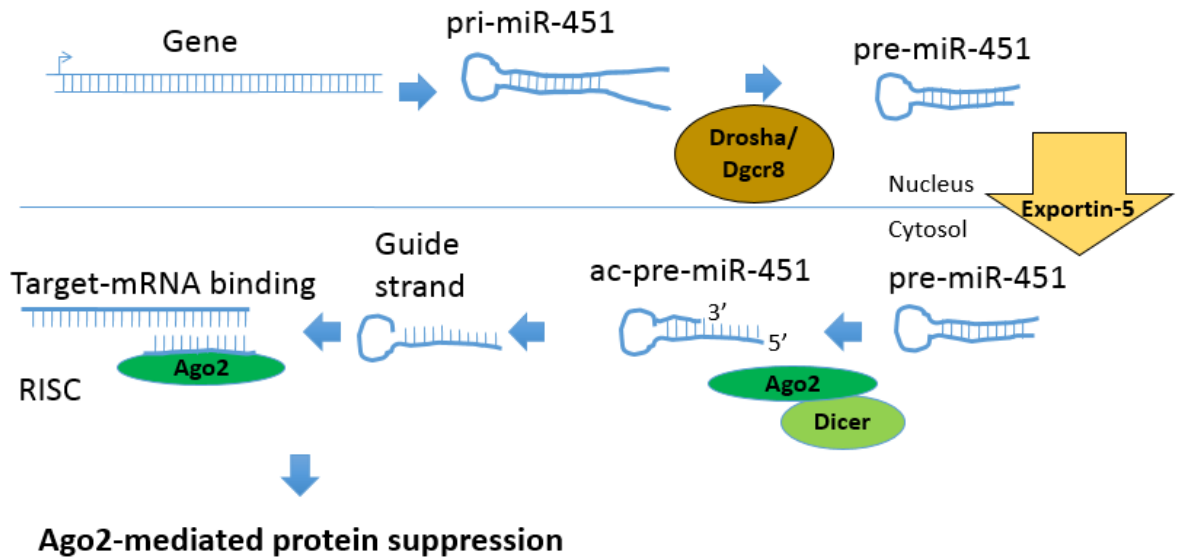 Gene
pri-miR-451
pre-miR-451
Drosha/
Dgcr8
Nucleus
Exportin-5
Cytosol
Target-mRNA binding
Guide
strand
ac-pre-miR-451
pre-miR-451
3’
5’
Ago2
RISC
Ago2
Dicer
Ago2-mediated protein suppression